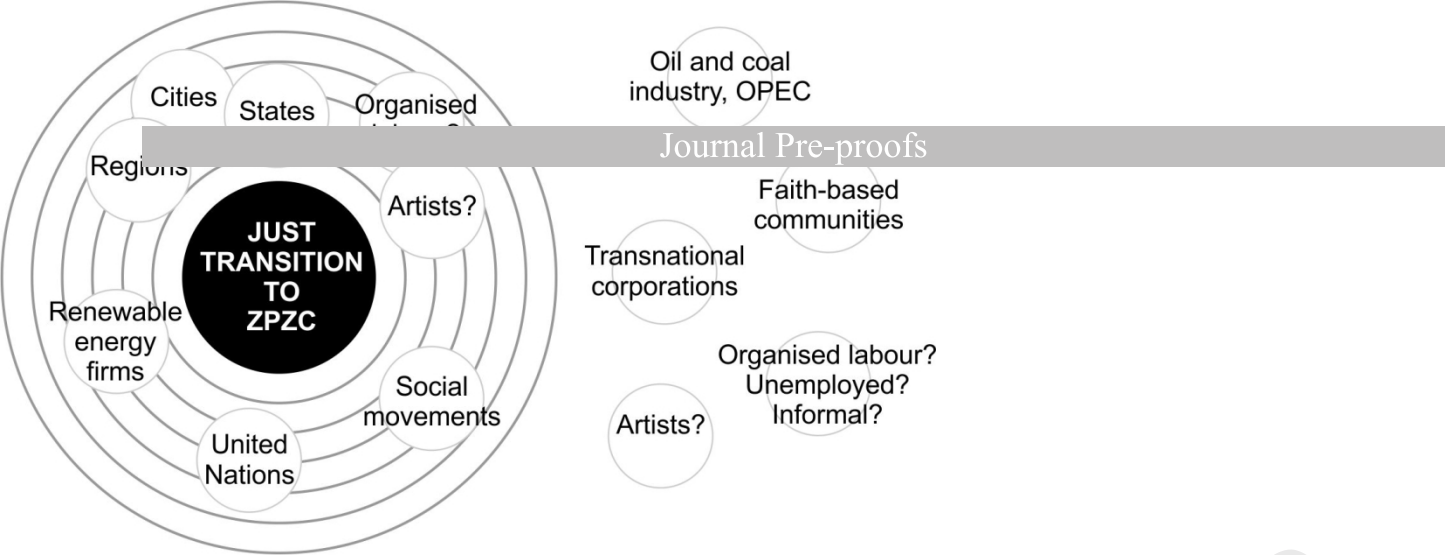 Cities
States
Organised
Regions
Artists?
JUST
TRANSITION
TO
ZPZC
Renewable
energy
firms
Social
movements
United
Nations
Oil and coal
industry, OPEC
Journal Pre-proofs
Faith-based
communities
Transnational
corporations
Organised labour?
Unemployed?
Informal?
Artists?